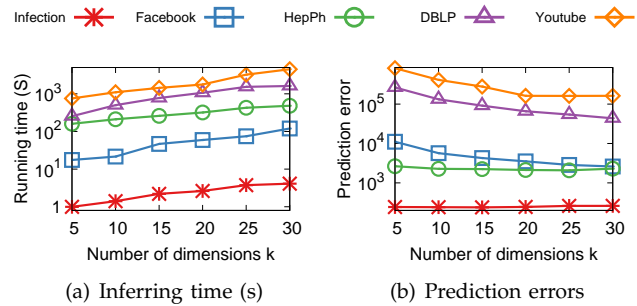 Infection Facebook HepPh DBLP Youtube
Running time (S)
10^3
10^2
10^1
1
5 10 15 20 25 30
Number of dimensions k
(a) Inferring time (s)
Prediction error
10^5
10^4
10^3
5 10 15 20 25 30
Number of dimensions k
(b) Prediction errors